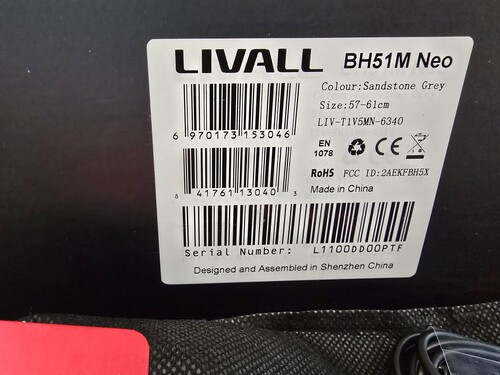 LIVALL BH51M Neo
Colour:Sandstone Grey
Size:57-61cm
LIV-T1V5MN-6340
6 970173 153046
EN
1078
CE
8 41761 13040 3
RoHS FCC ID:2AEKFBH5X
Made in China
Serial Number: L1100DD00PTF
Designed and Assembled in Shenzhen China